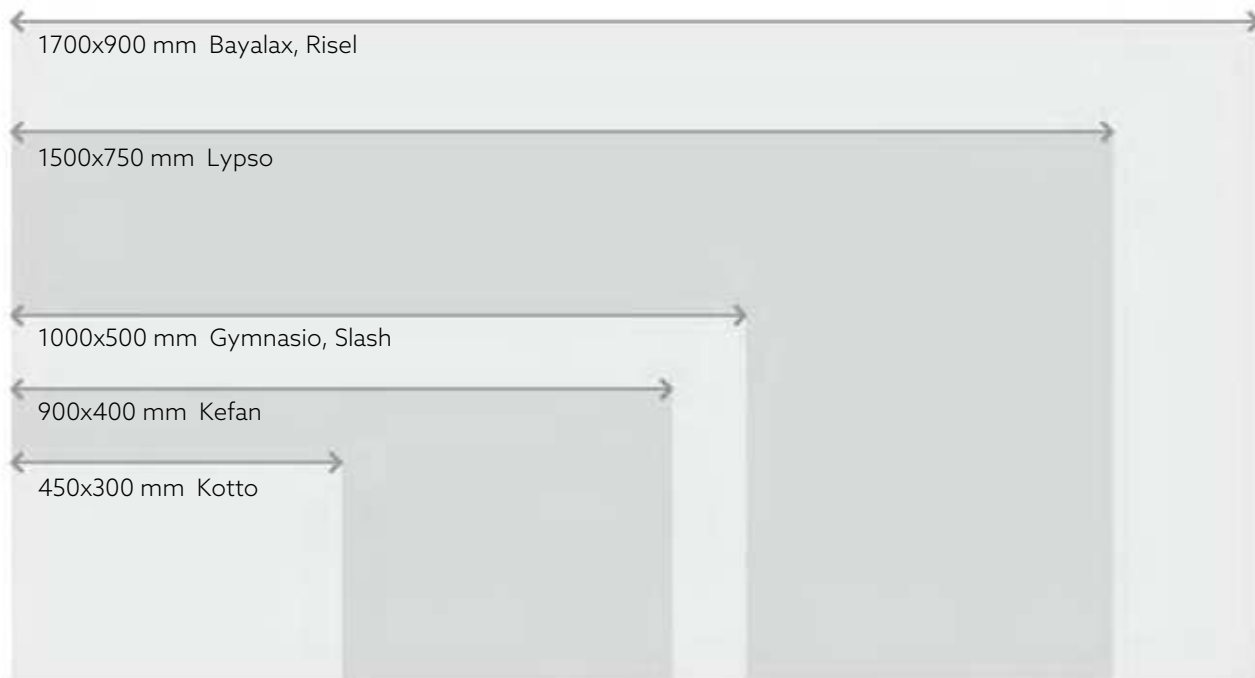 1700x900 mm  Bayalax, Risel
1500x750 mm  Lypso
1000x500 mm  Gymnasio, Slash
900x400 mm  Kefan
450x300 mm  Kotto